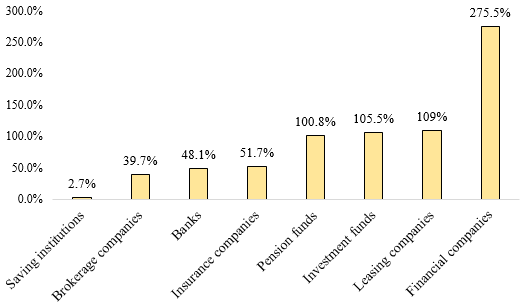 300.0%
250.0%
200.0%
150.0%
100.0%
50.0%
0.0%
2.7%
39.7%
48.1%
51.7%
100.8%
105.5%
109%
275.5%
Saving institutions
Brokerage companies
Banks
Insurance companies
Pension funds
Investment funds
Leasing companies
Financial companies